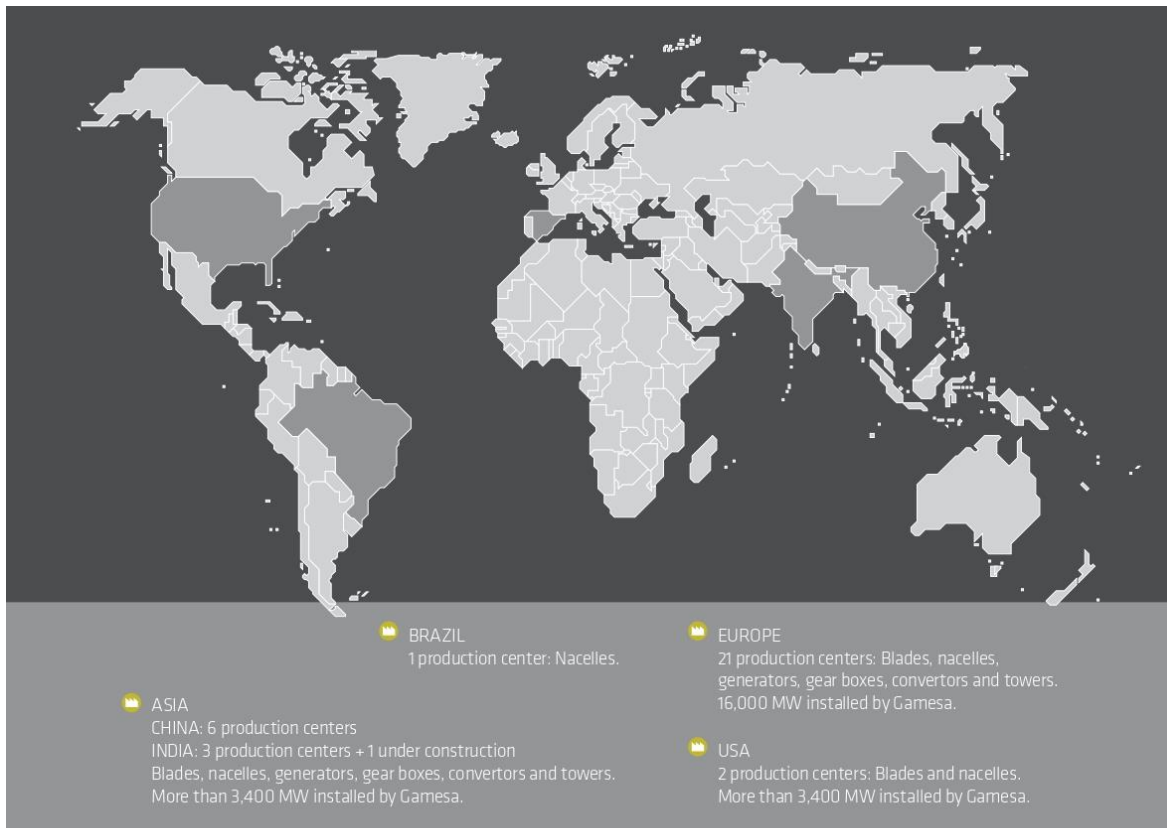 BRAZIL
1 production center: Nacelles.
EUROPE
21 production centers: Blades, nacelles,
generators, gear boxes, convertors and towers.
16,000 MW installed by Gamesa.
ASIA
CHINA: 6 production centers
INDIA: 3 production centers + 1 under construction
Blades, nacelles, generators, gear boxes, convertors and towers.
More than 3,400 MW installed by Gamesa.
USA
2 production centers: Blades and nacelles.
More than 3,400 MW installed by Gamesa.